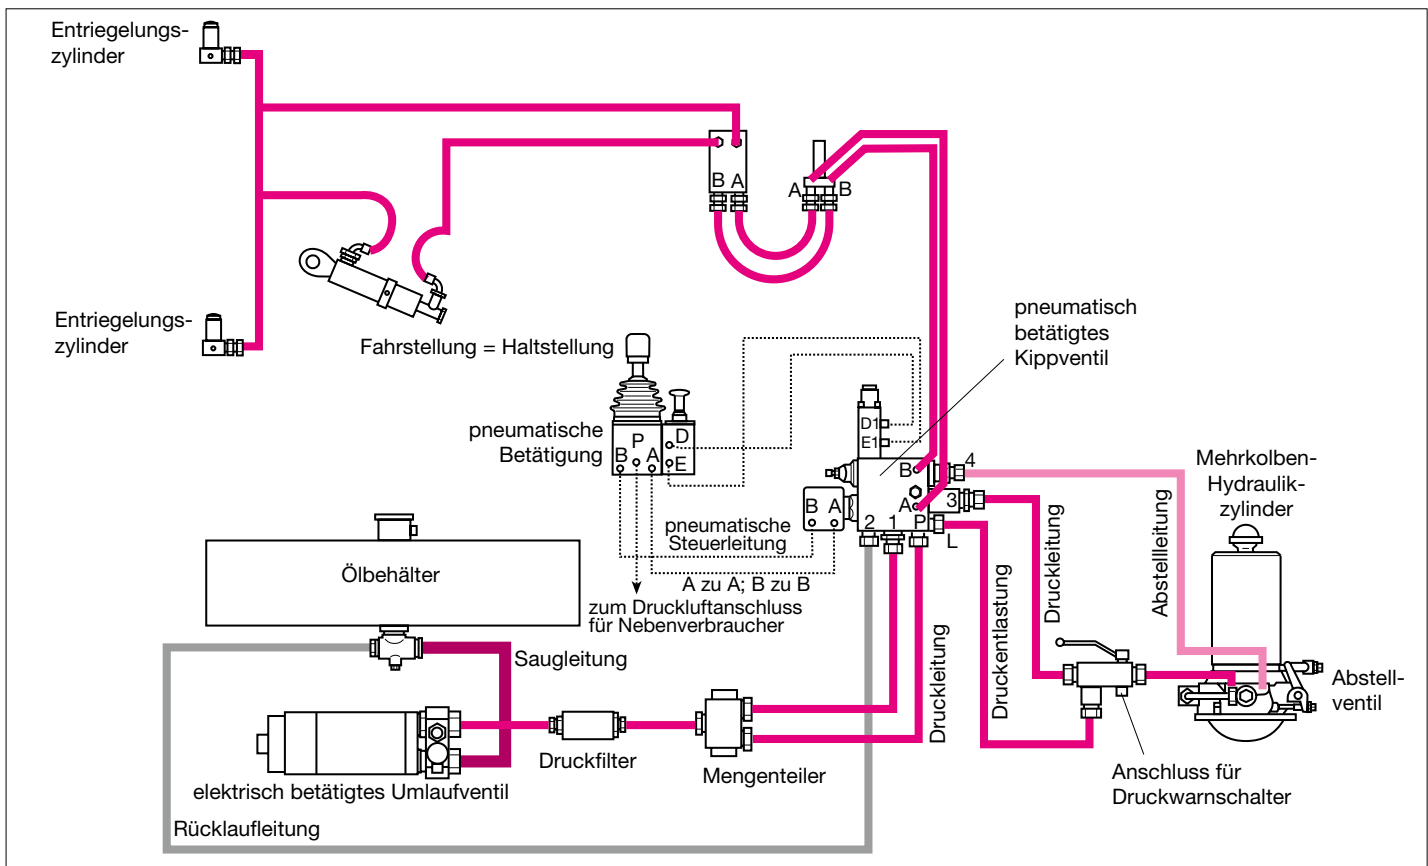 Entriegelungs-
zylinder
B A
A B
Entriegelungs-
zylinder
Fahrstellung = Haltstellung
pneumatisch
betätigtes
Kippventil
pneumatische
Betätigung
P
B A
D
E
D1
E1
B
4
A
3
2 1 P
L
B A
pneumatische
Steuerleitung
A zu A; B zu B
zum Druckluftanschluss
für Nebenverbraucher
Mehrkolben-
Hydraulik-
zylinder
Ölbehälter
Saugleitung
Druckleitung
Druckentlastung
Druckleitung
Abstellleitung
Abstell-
ventil
Druckfilter
Mengenteiler
Anschluss für
Druckwarnschalter
elektrisch betätigtes Umlaufventil
Rücklaufleitung